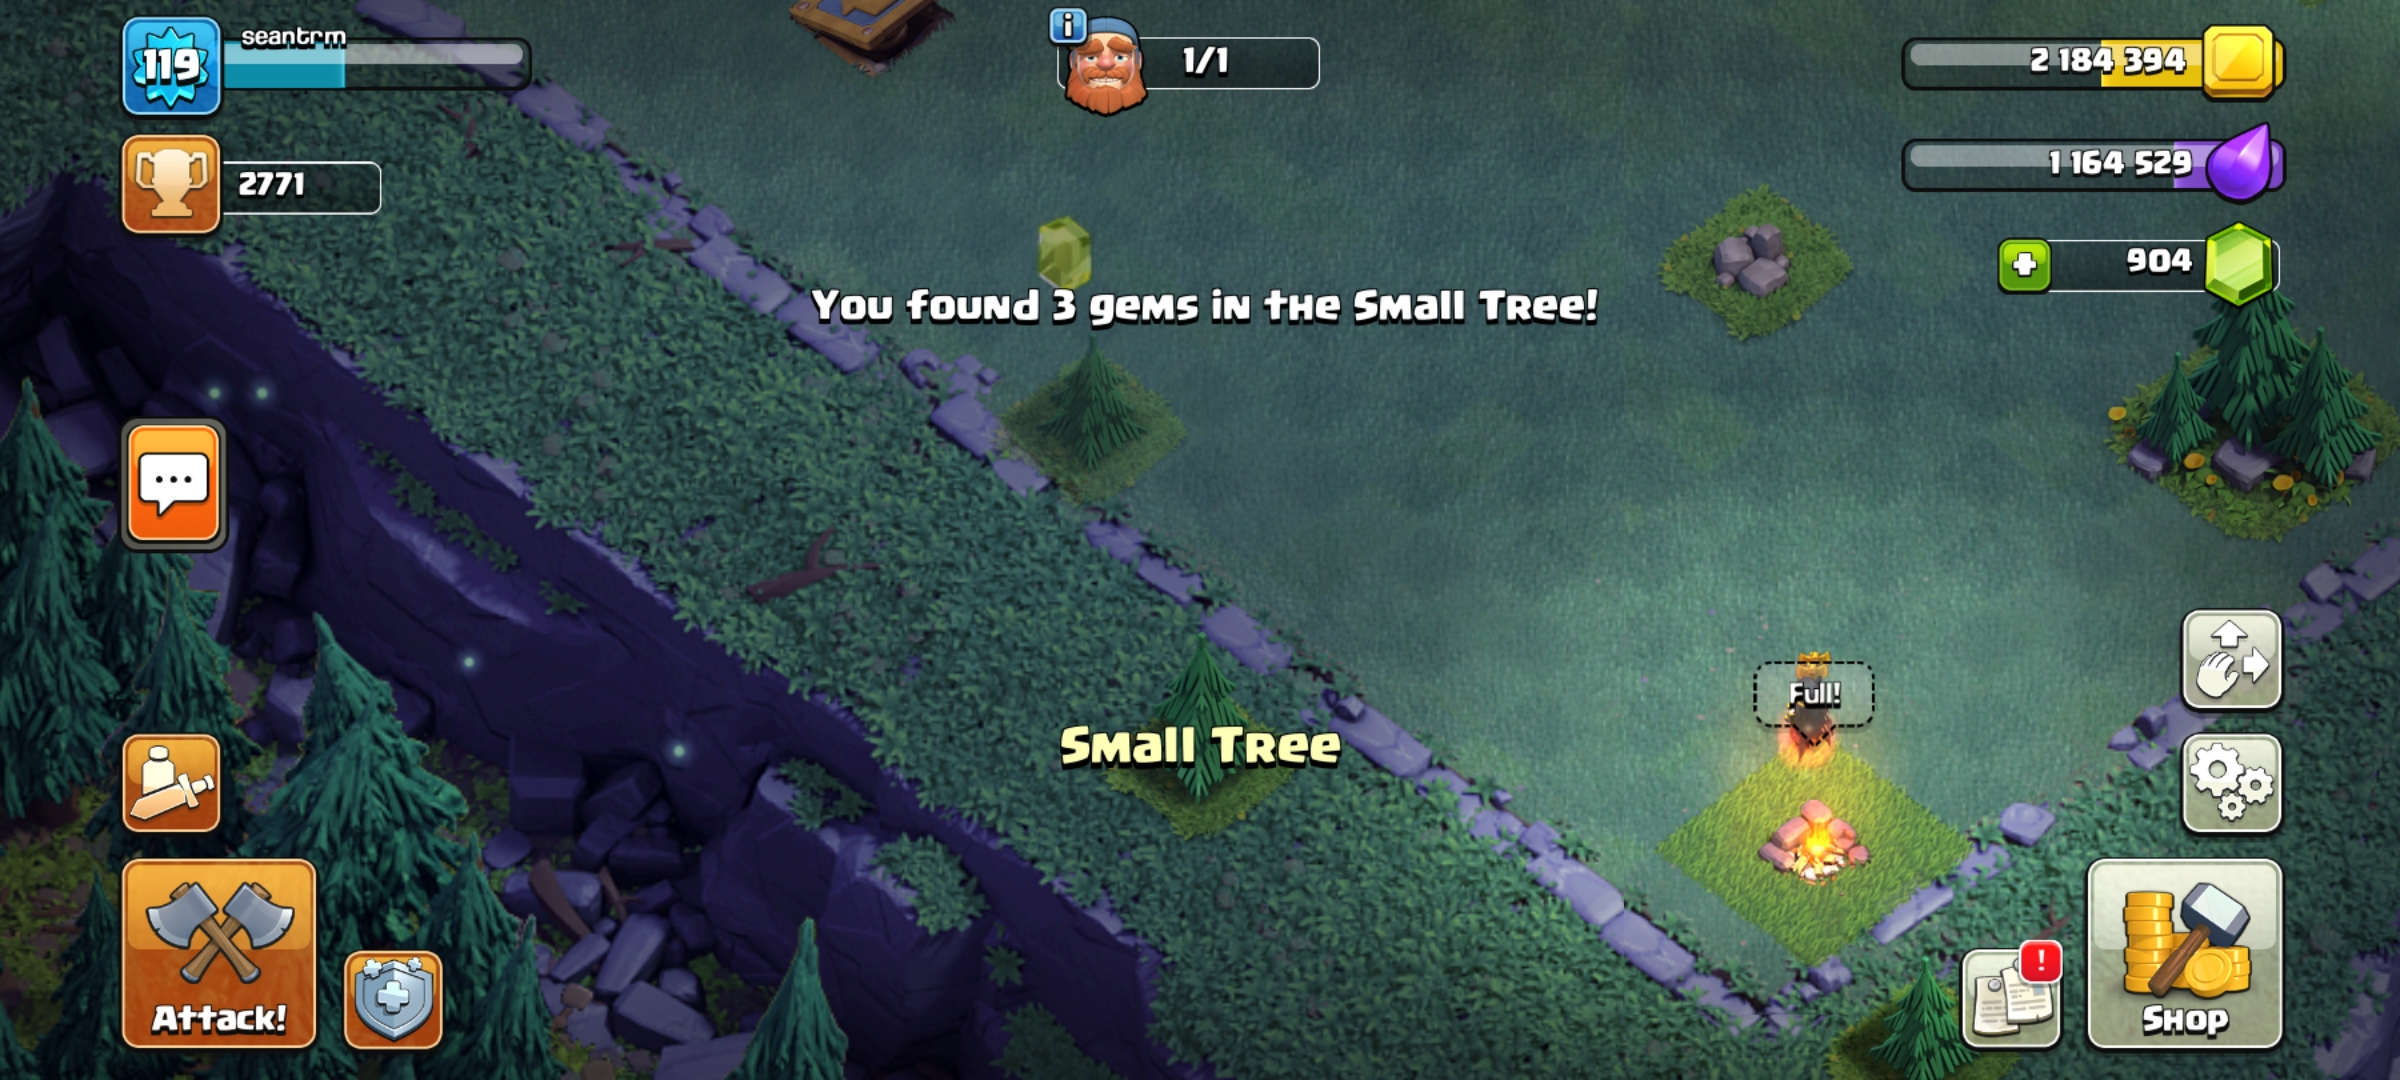 119
seantrm
1/1
2 184 394
2771
1 164 529
904
You found 3 gems in the Small Tree!
Full!
Small Tree
!
Attack!
Shop